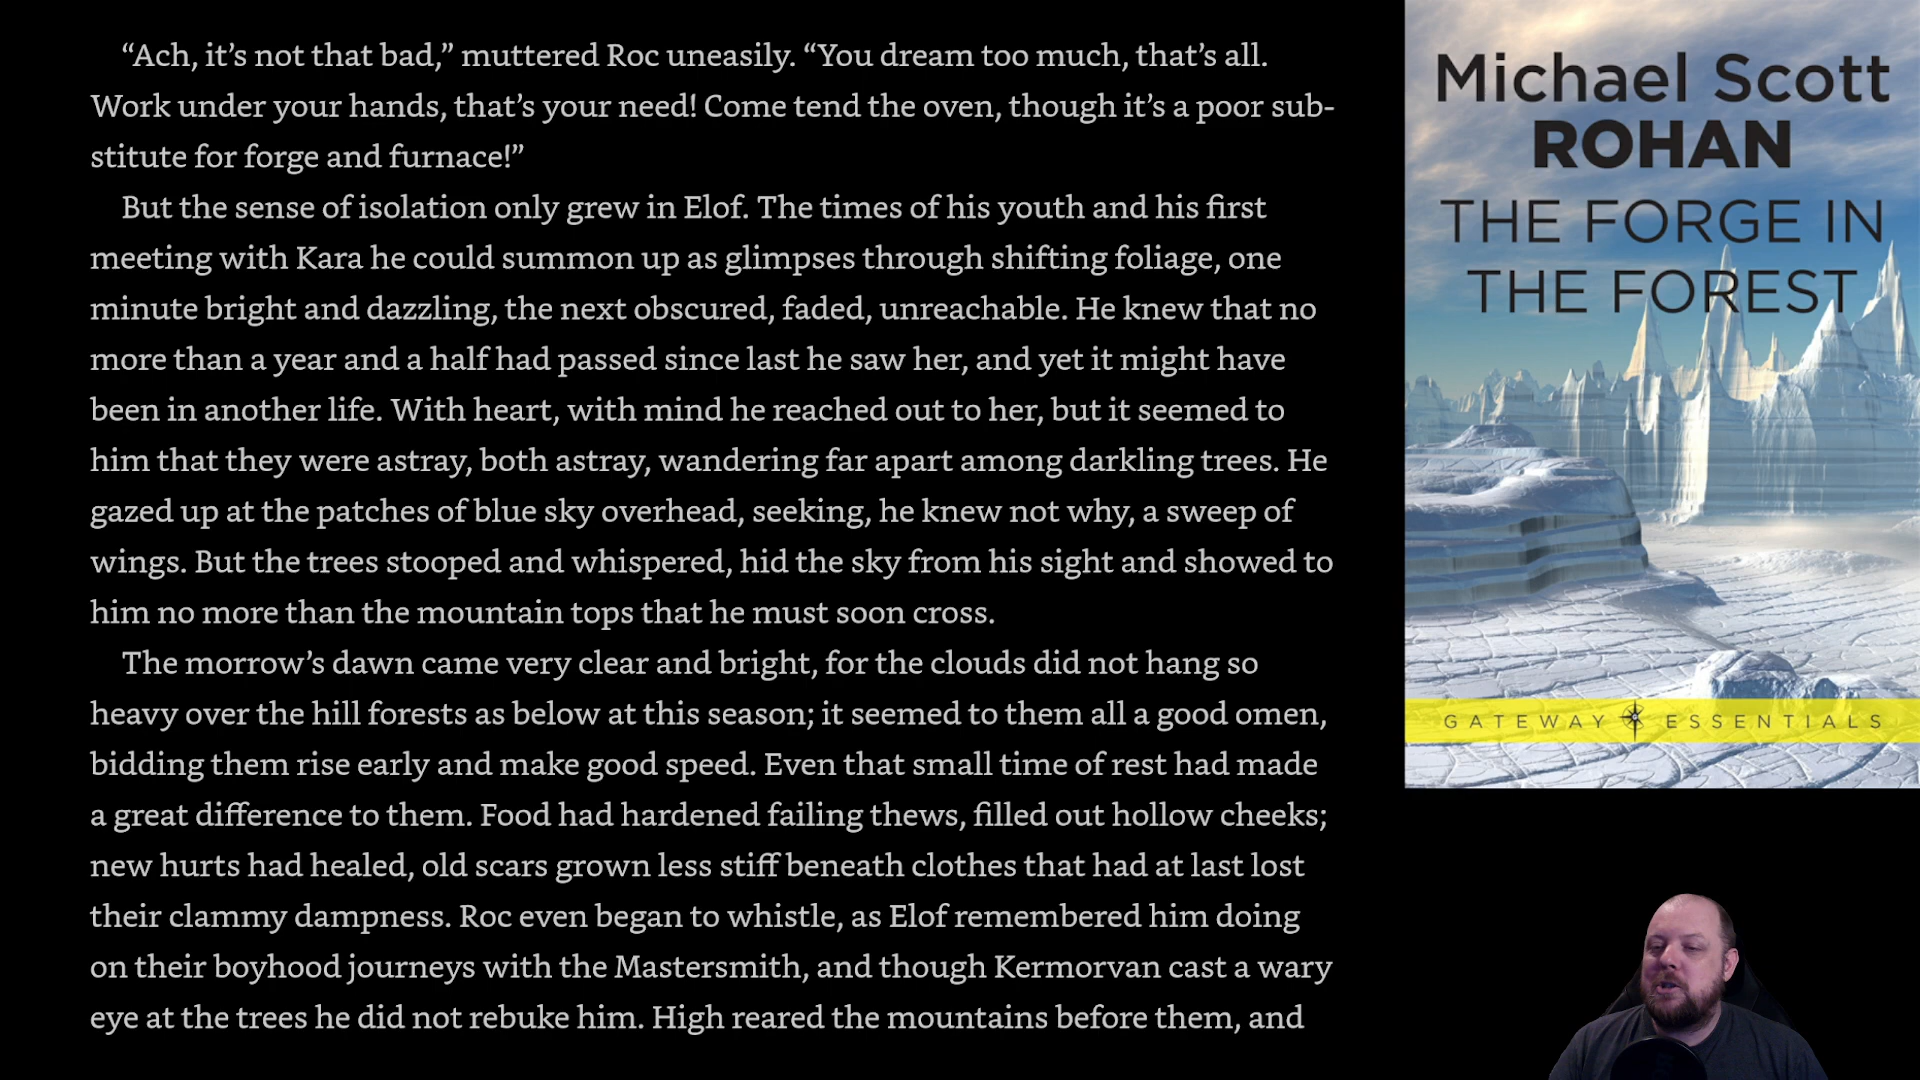 “Ach, it’s not that bad,” muttered Roc uneasily. “You dream too much, that’s all.
Work under your hands, that’s your need! Come tend the oven, though it’s a poor sub-
stitute for forge and furnace!”
But the sense of isolation only grew in Elof. The times of his youth and his first
meeting with Kara he could summon up as glimpses through shifting foliage, one
minute bright and dazzling, the next obscured, faded, unreachable. He knew that no
more than a year and a half had passed since last he saw her, and yet it might have
been in another life. With heart, with mind he reached out to her, but it seemed to
him that they were astray, both astray, wandering far apart among darkling trees. He
gazed up at the patches of blue sky overhead, seeking, he knew not why, a sweep of
wings. But the trees stooped and whispered, hid the sky from his sight and showed to
him no more than the mountain tops that he must soon cross.
The morrow’s dawn came very clear and bright, for the clouds did not hang so
heavy over the hill forests as below at this season; it seemed to them all a good omen,
bidding them rise early and make good speed. Even that small time of rest had made
a great difference to them. Food had hardened failing thews, filled out hollow cheeks;
new hurts had healed, old scars grown less stiff beneath clothes that had at last lost
their clammy dampness. Roc even began to whistle, as Elof remembered him doing
on their boyhood journeys with the Mastersmith, and though Kermorvan cast a wary
eye at the trees he did not rebuke him. High reared the mountains before them, and
Michael Scott
ROHAN
THE FORGE IN
THE FOREST
GATEWAY ESSENTIALS